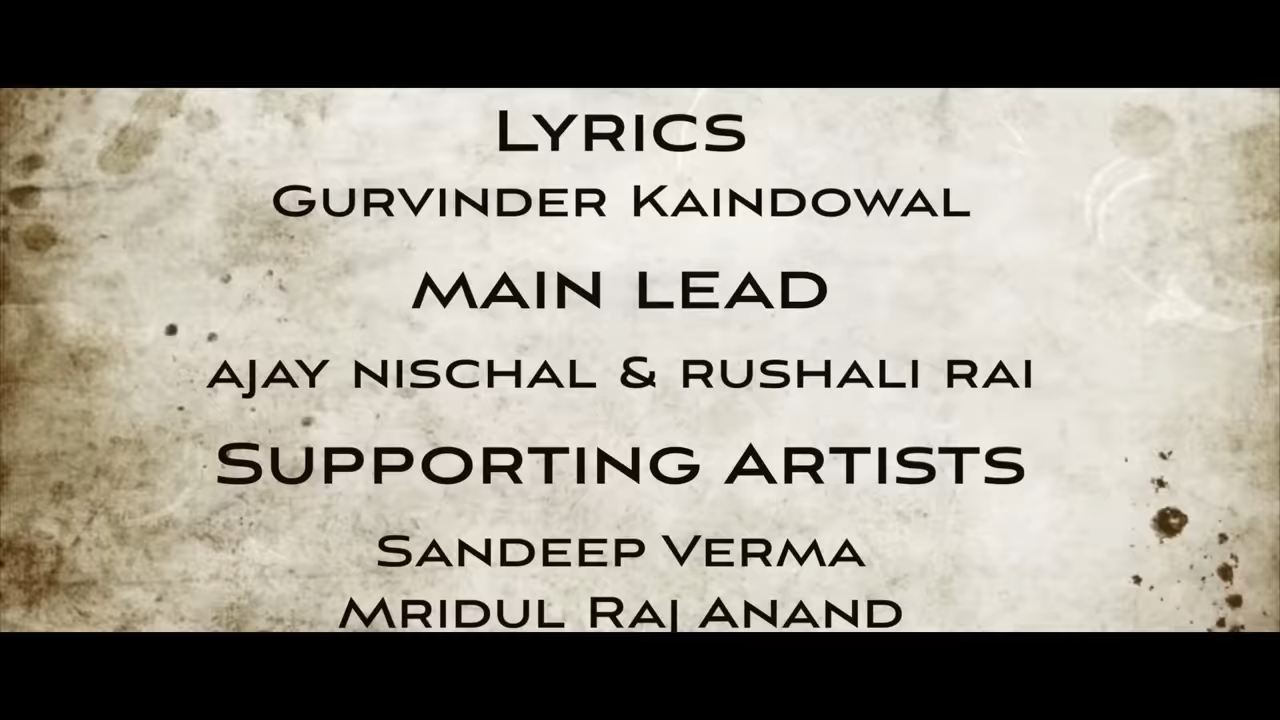 Lyrics
Gurvinder Kaindowal
MAIN LEAD
AJAY NISCHAL & RUSHALI RAI
Supporting Artists
Sandeep Verma
Mridul Raj Anand